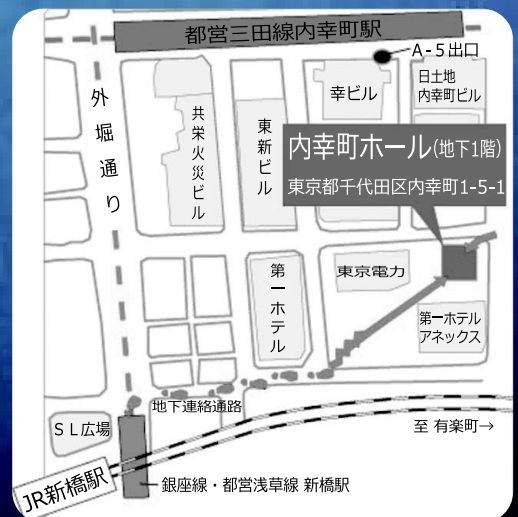 都営三田線内幸町駅
A-5出口
外堀通り
共栄火災ビル
東新ビル
幸ビル
日土地
内幸町ビル
内幸町ホール(地下1階)
東京都千代田区内幸町1-5-1
第一ホテル
東京電力
第一ホテル
アネックス
地下連絡通路
SL広場
至 有楽町→
JR新橋駅
銀座線・都営浅草線 新橋駅